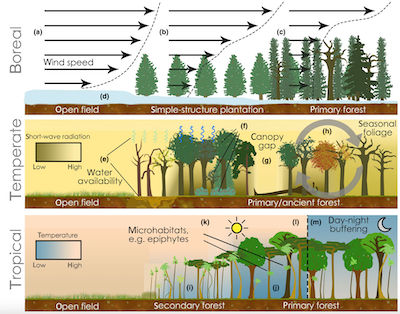 Boreal
(a)
(b)
(c)
Wind speed
(d)
Open field
Simple-structure plantation
Primary forest
Temperate
Short-wave radiation
Low
High
(e)
Water
availability
(f)
Canopy
gap
(g)
(h)
Seasonal
foliage
Open field
Primary/ancient forest
Tropical
Temperature
Low
High
Microhabitats,
e.g. epiphytes
(k)
(l)
(m)
Day-night
buffering
(i)
(j)
Open field
Secondary forest
Primary forest